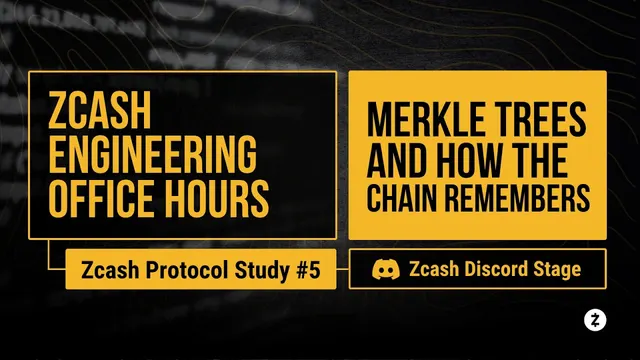 ZCASH
ENGINEERING
OFFICE HOURS
MERKLE TREES
AND HOW THE
CHAIN REMEMBERS
Zcash Protocol Study #5
Zcash Discord Stage